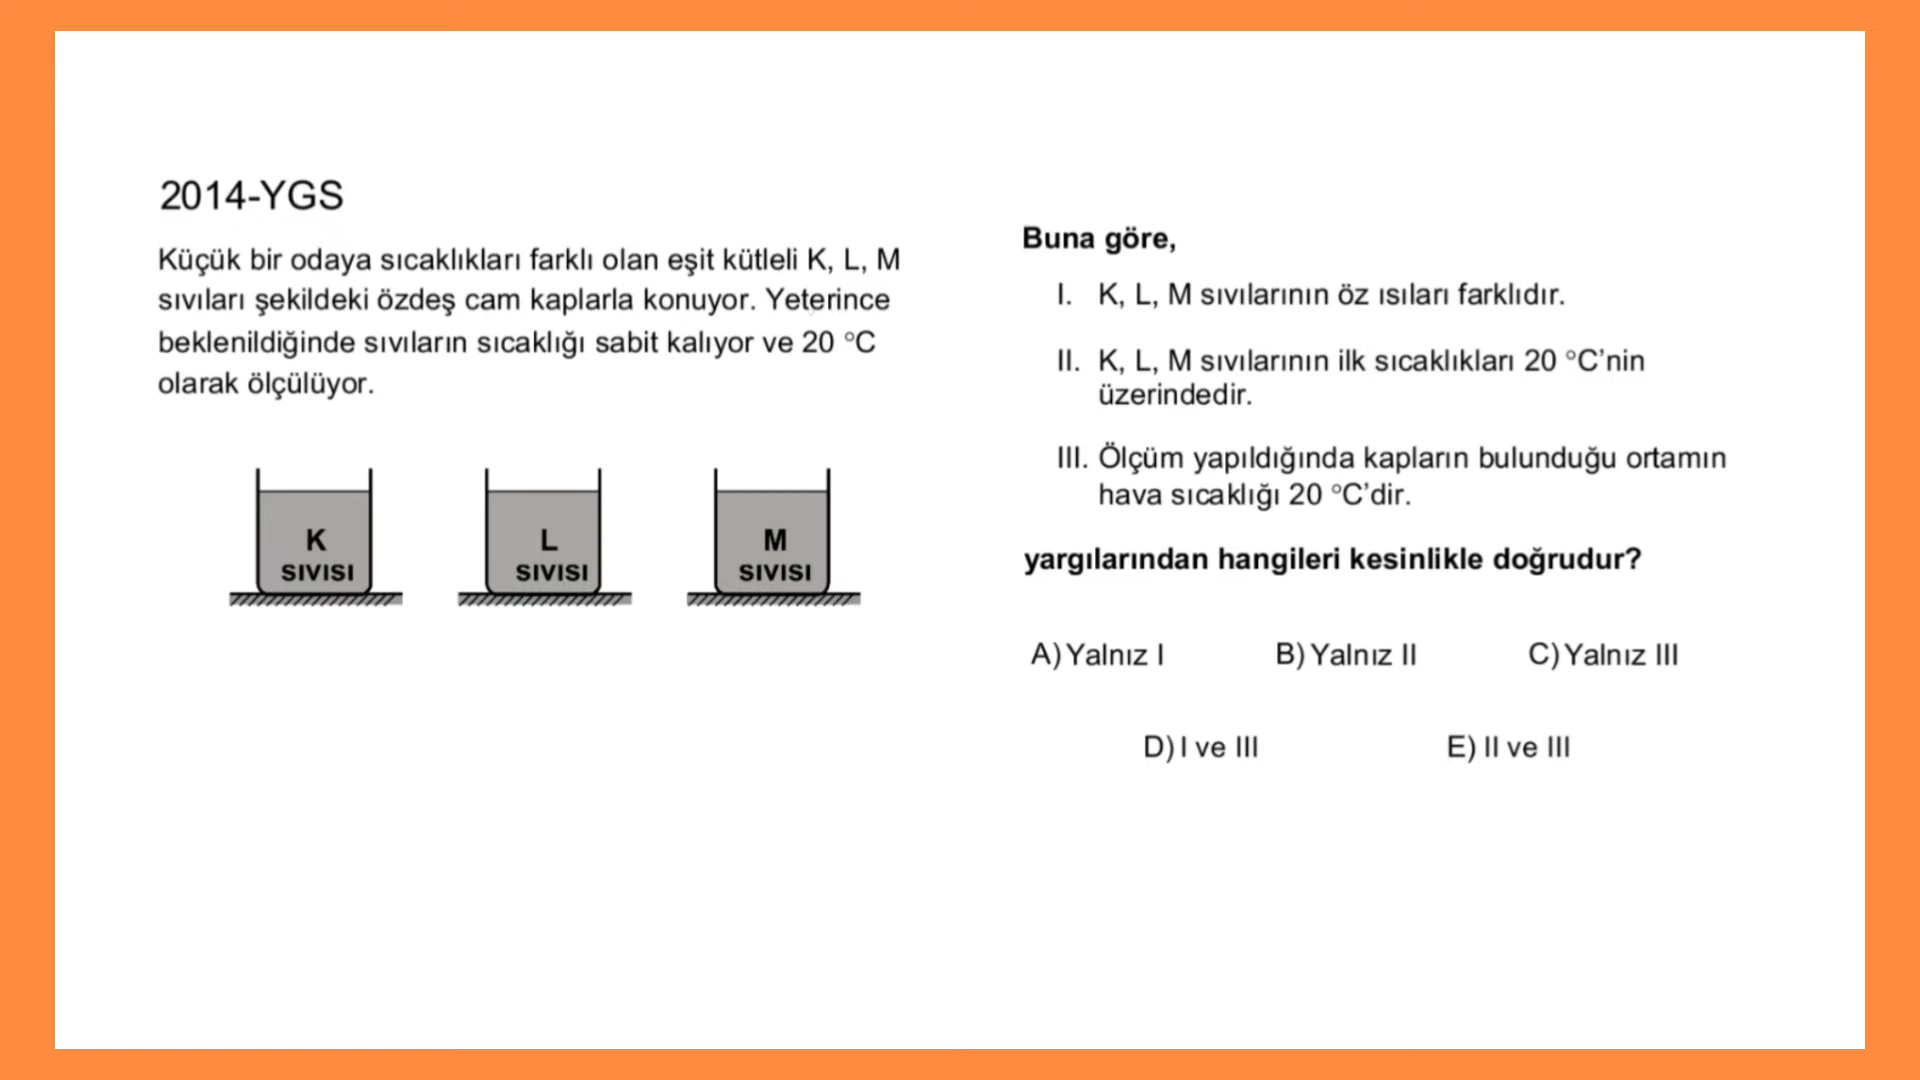 2014-YGS
Küçük bir odaya sıcaklıkları farklı olan eşit kütleli K, L, M
sıvıları şekildeki özdeş cam kaplarla konuyor. Yeterince
beklenildiğinde sıvıların sıcaklığı sabit kalıyor ve 20 °C
olarak ölçülüyor.
K
SIVISI
L
SIVISI
M
SIVISI
Buna göre,
I. K, L, M sıvılarının öz ısıları farklıdır.
II. K, L, M sıvılarının ilk sıcaklıkları 20 °C’nin
üzerindedir.
III. Ölçüm yapıldığında kapların bulunduğu ortamın
hava sıcaklığı 20 °C’dir.
yargılarından hangileri kesinlikle doğrudur?
A) Yalnız I B) Yalnız II C) Yalnız III
D) I ve III E) II ve III